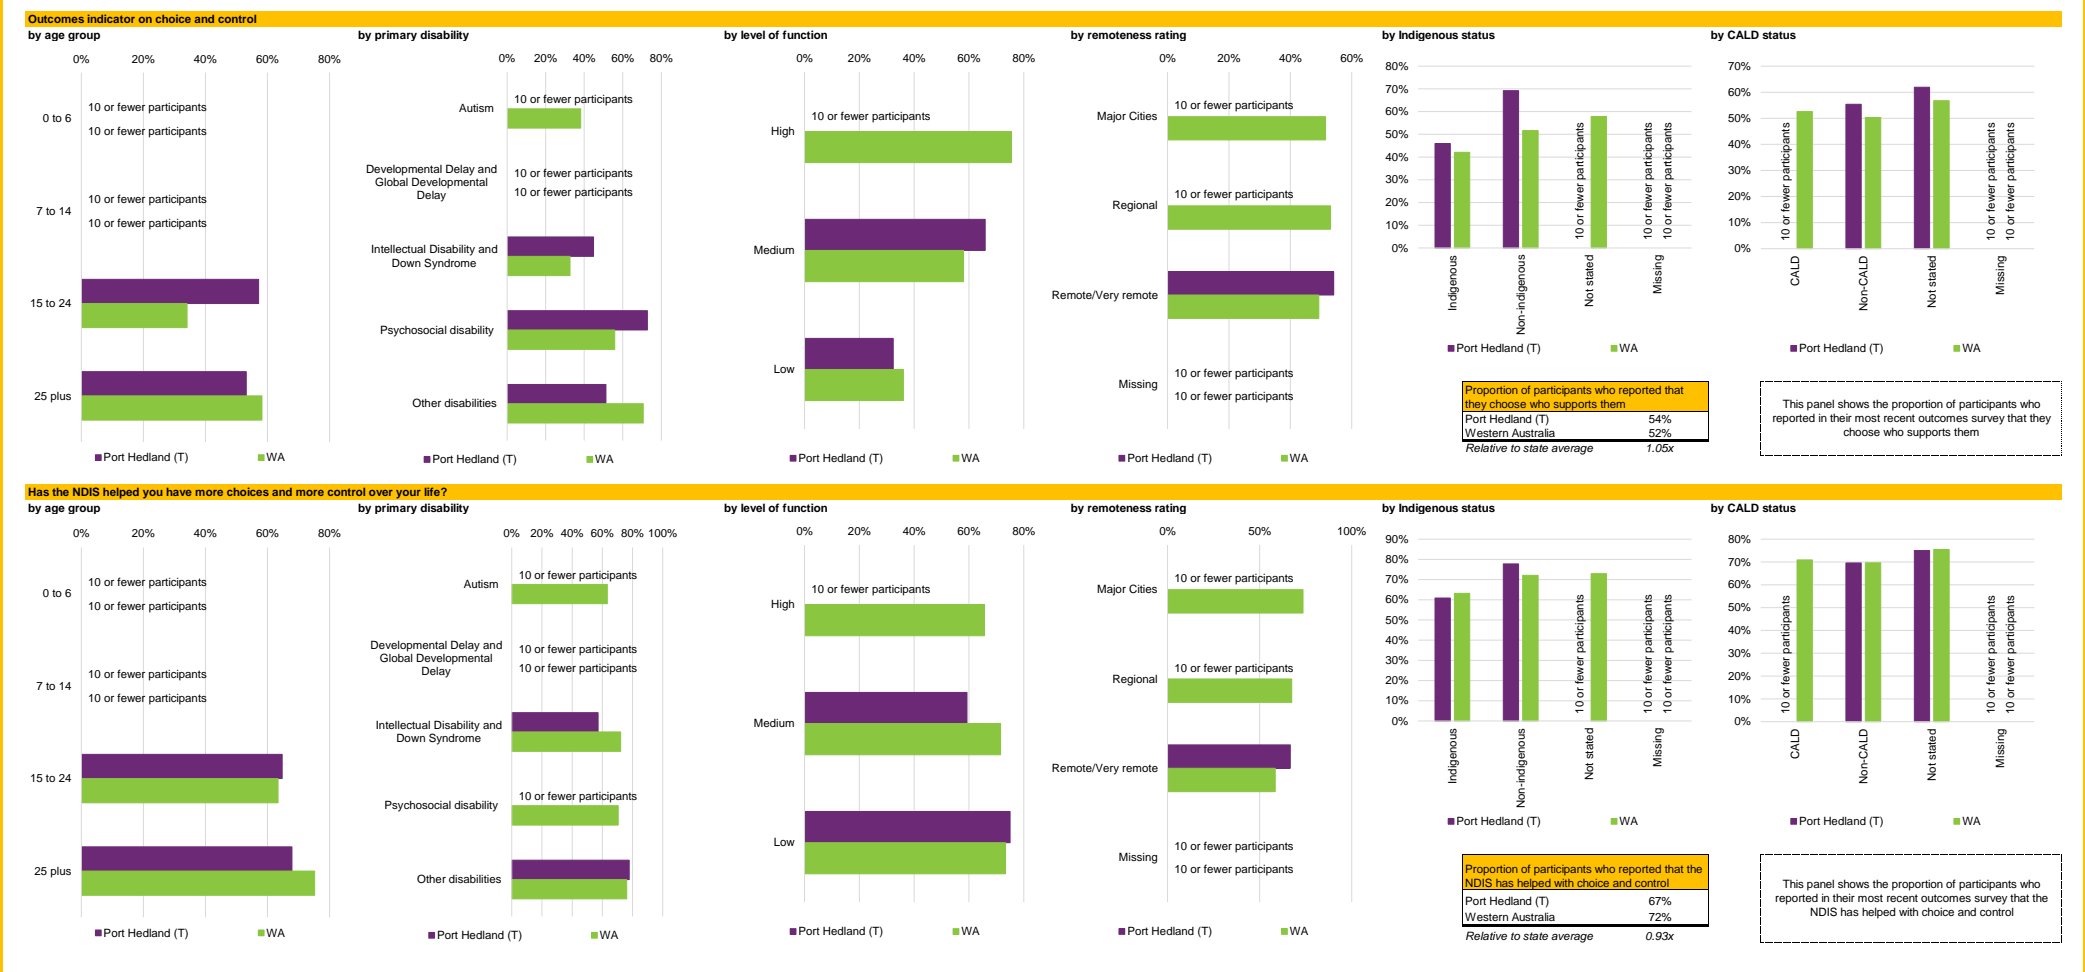 Outcomes indicator on choice and control
by age group
0% 20% 40% 60% 80%
0 to 6
10 or fewer participants
10 or fewer participants
7 to 14
10 or fewer participants
10 or fewer participants
15 to 24
25 plus
Port Hedland (T) WA
by primary disability
0% 20% 40% 60% 80%
Autism
10 or fewer participants
Developmental Delay and
Global Developmental
Delay
10 or fewer participants
10 or fewer participants
Intellectual Disability and
Down Syndrome
Psychosocial disability
Other disabilities
Port Hedland (T) WA
by level of function
0% 20% 40% 60% 80%
High
10 or fewer participants
Medium
Low
Port Hedland (T) WA
by remoteness rating
0% 20% 40% 60%
Major Cities
10 or fewer participants
Regional
10 or fewer participants
Remote/Very remote
Missing
10 or fewer participants
10 or fewer participants
Port Hedland (T) WA
by Indigenous status
80%
70%
60%
50%
40%
30%
20%
10%
0%
10 or fewer participants
10 or fewer participants
10 or fewer participants
Indigenous
Non-indigenous
Not stated
Missing
Port Hedland (T) WA
Proportion of participants who reported that
they choose who supports them
Port Hedland (T) 54%
Western Australia 52%
Relative to state average 1.05x
by CALD status
70%
60%
50%
40%
30%
20%
10%
0%
10 or fewer participants
10 or fewer participants
10 or fewer participants
CALD
Non-CALD
Not stated
Missing
Port Hedland (T) WA
This panel shows the proportion of participants who
reported in their most recent outcomes survey that they
choose who supports them
Has the NDIS helped you have more choices and more control over your life?
by age group
0% 20% 40% 60% 80%
0 to 6
10 or fewer participants
10 or fewer participants
7 to 14
10 or fewer participants
10 or fewer participants
15 to 24
25 plus
Port Hedland (T) WA
by primary disability
0% 20% 40% 60% 80% 100%
Autism
10 or fewer participants
Developmental Delay and
Global Developmental
Delay
10 or fewer participants
10 or fewer participants
Intellectual Disability and
Down Syndrome
Psychosocial disability
10 or fewer participants
Other disabilities
Port Hedland (T) WA
by level of function
0% 20% 40% 60% 80%
High
10 or fewer participants
Medium
Low
Port Hedland (T) WA
by remoteness rating
0% 50% 100%
Major Cities
10 or fewer participants
Regional
10 or fewer participants
Remote/Very remote
Missing
10 or fewer participants
10 or fewer participants
Port Hedland (T) WA
by Indigenous status
90%
80%
70%
60%
50%
40%
30%
20%
10%
0%
10 or fewer participants
10 or fewer participants
10 or fewer participants
Indigenous
Non-indigenous
Not stated
Missing
Port Hedland (T) WA
Proportion of participants who reported that the
NDIS has helped with choice and control
Port Hedland (T) 67%
Western Australia 72%
Relative to state average 0.93x
by CALD status
80%
70%
60%
50%
40%
30%
20%
10%
0%
10 or fewer participants
10 or fewer participants
10 or fewer participants
CALD
Non-CALD
Not stated
Missing
Port Hedland (T) WA
This panel shows the proportion of participants who
reported in their most recent outcomes survey that the
NDIS has helped with choice and control